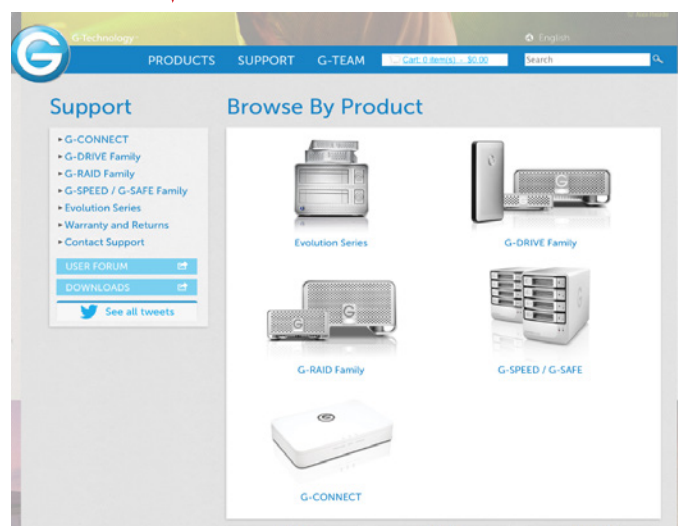 G-Technology™
English
PRODUCTS SUPPORT G-TEAM Cart: 0 item(s) - $0.00 Search
Support
G-CONNECT
G-DRIVE Family
G-RAID Family
G-SPEED / G-SAFE Family
Evolution Series
Warranty and Returns
Contact Support
USER FORUM
DOWNLOADS
See all tweets
Browse By Product
Evolution Series
G-DRIVE Family
G-RAID Family
G-SPEED / G-SAFE
G-CONNECT